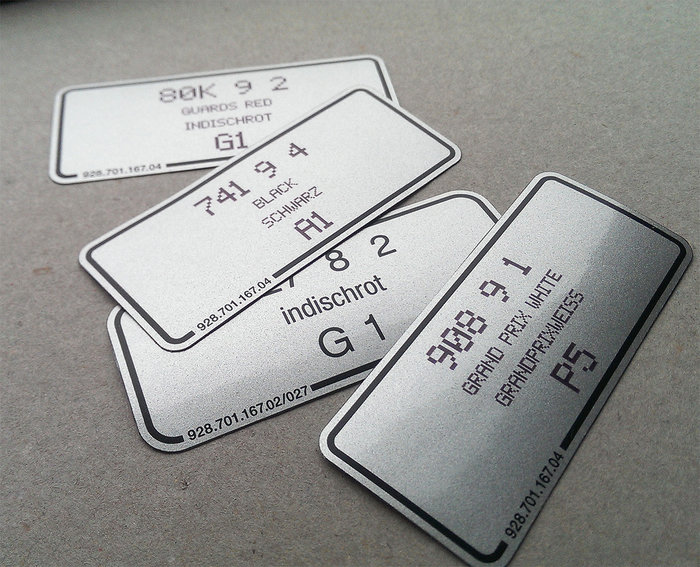 80K 9 2
GUARDS RED
INDISCHROT
G1
928.701.167.04
741 9 4
BLACK
SCHWARZ
A1
928.701.167.04
8 2
indischrot
G 1
928.701.167.02/027
908 9 1
GRAND PRIX WHITE
GRANDPRIXWEISS
P5
928.701.167.04